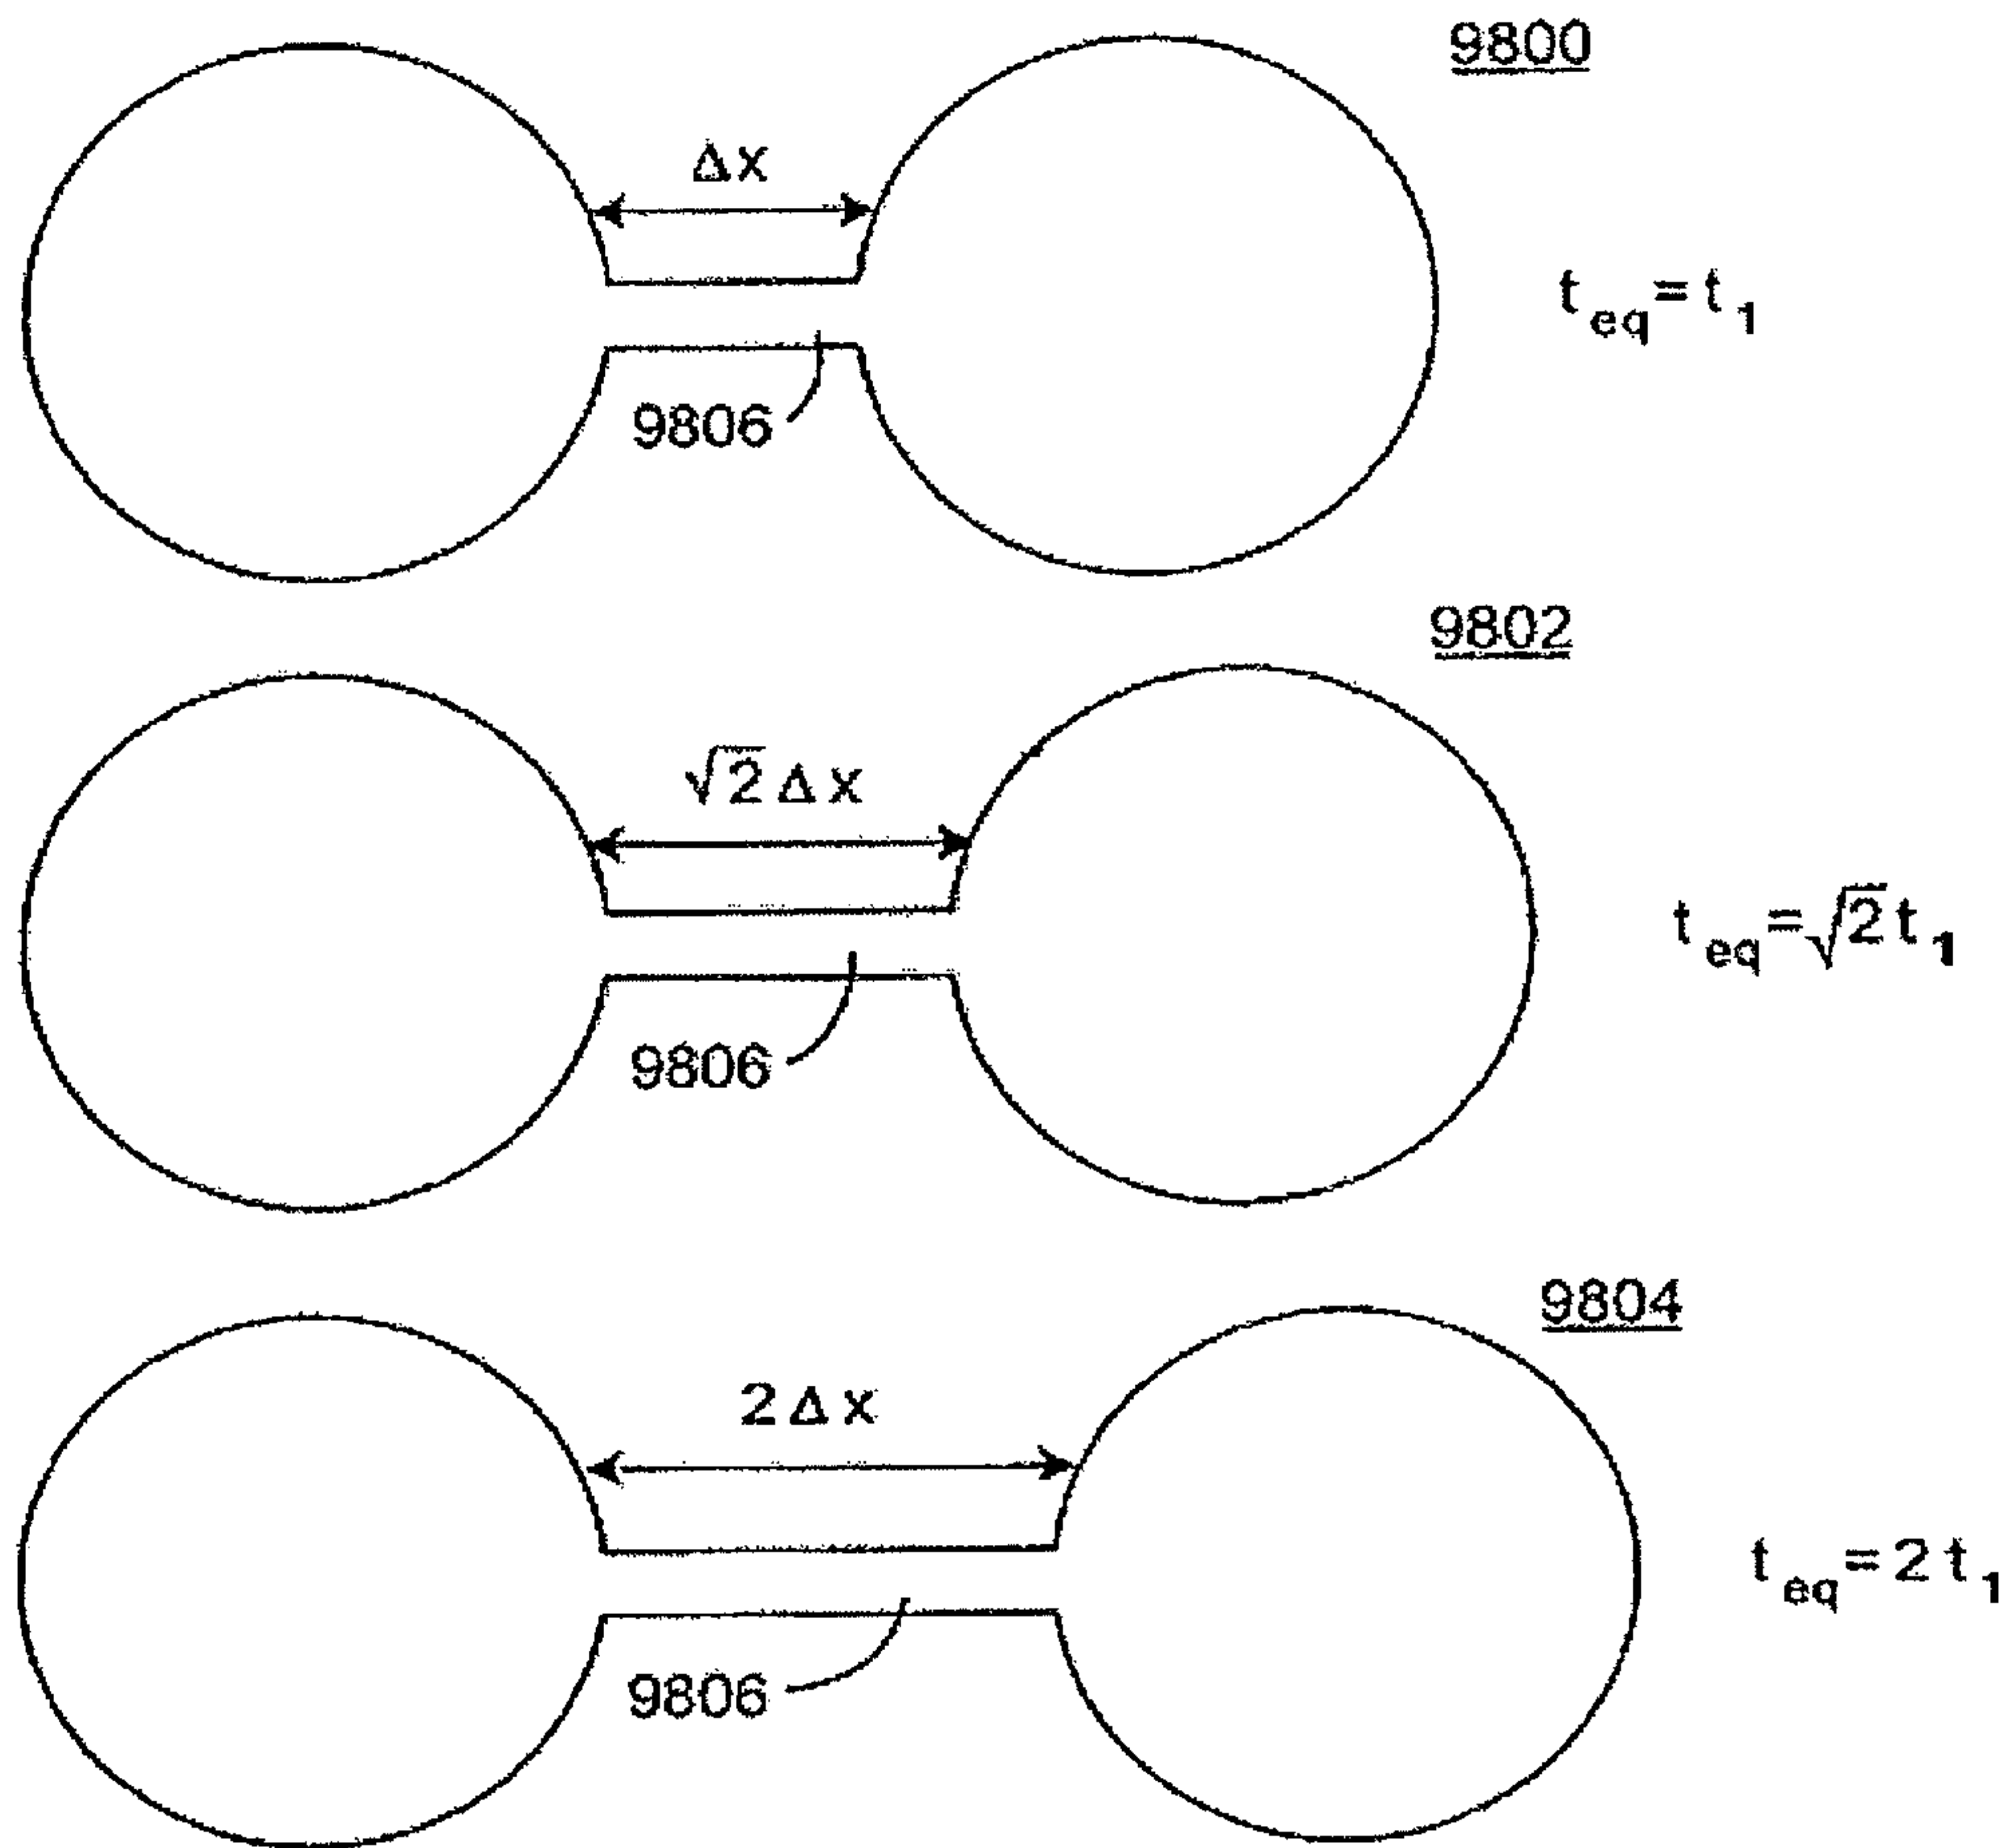 9800
Δx
t_eq = t_1
9806
9802
√2 Δx
t_eq = √2 t_1
9806
9804
2 Δx
t_eq = 2 t_1
9806